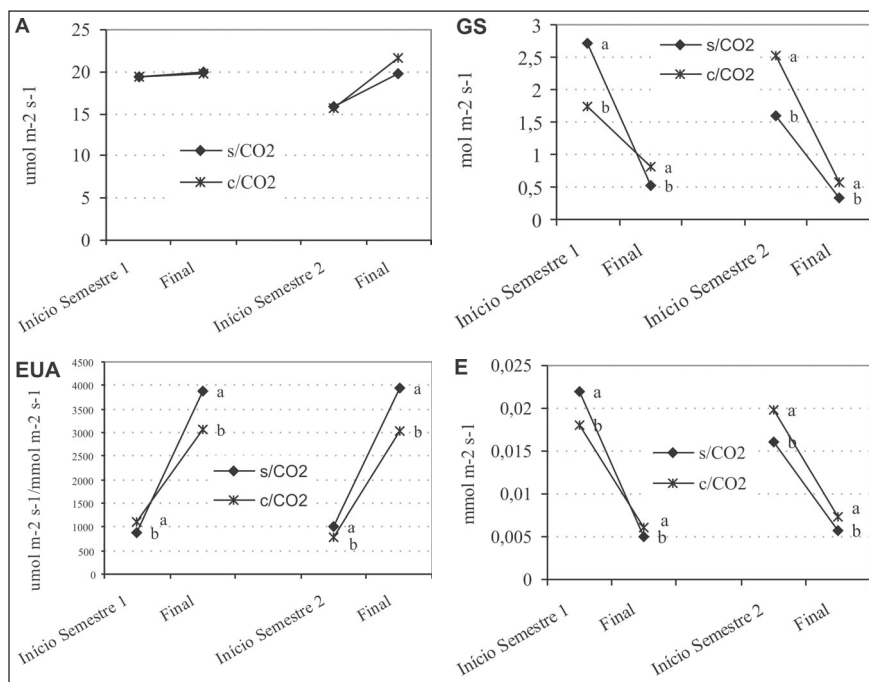 A
umol m-2 s-1
25
20
15
10
5
0
s/CO2
c/CO2
Início Semestre 1
Final
Início Semestre 2
Final
GS
mol m-2 s-1
3
2,5
2
1,5
1
0,5
0
s/CO2
c/CO2
a
b
a
b
a
b
a
b
Início Semestre 1
Final
Início Semestre 2
Final
EUA
umol m-2 s-1/mmol m-2 s-1
4500
4000
3500
3000
2500
2000
1500
1000
500
0
s/CO2
c/CO2
a
b
a
b
a
b
a
b
Início Semestre 1
Final
Início Semestre 2
Final
E
mmol m-2 s-1
0,025
0,02
0,015
0,01
0,005
0
s/CO2
c/CO2
a
b
a
b
a
b
a
b
Início Semestre 1
Final
Início Semestre 2
Final